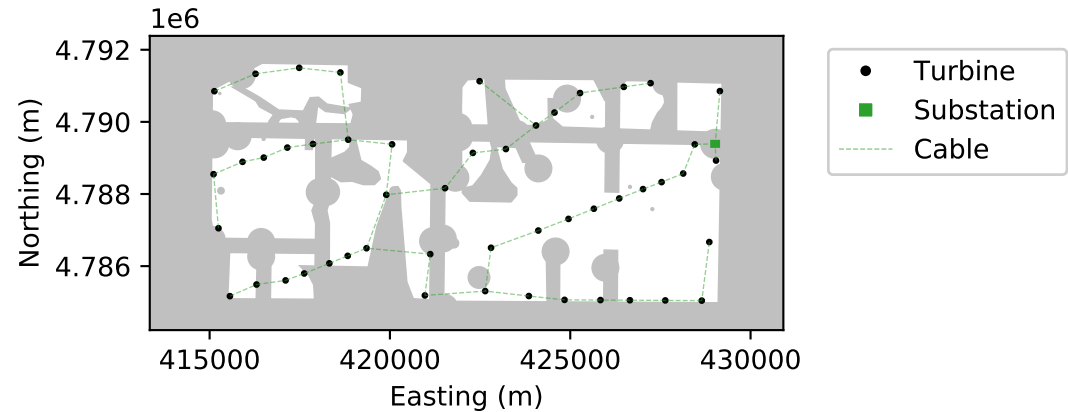 1e6
4.792
4.790
4.788
4.786
Northing (m)
415000 420000 425000 430000
Easting (m)
Turbine
Substation
Cable